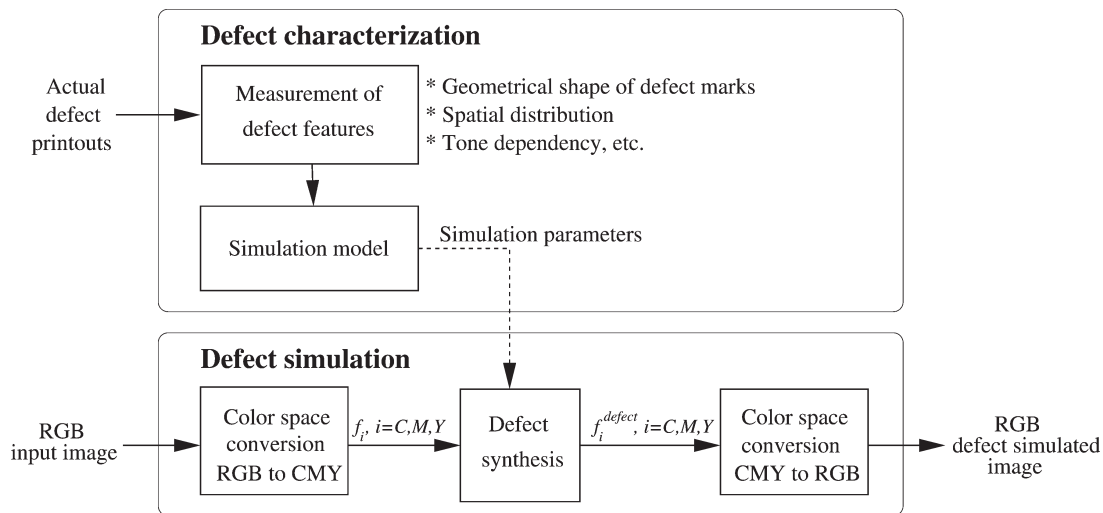 Defect characterization
Actual
defect
printouts
Measurement of
defect features
* Geometrical shape of defect marks
* Spatial distribution
* Tone dependency, etc.
Simulation model
Simulation parameters
Defect simulation
RGB
input image
Color space
conversion
RGB to CMY
f_i, i=C,M,Y
Defect
synthesis
f_i^{defect}, i=C,M,Y
Color space
conversion
CMY to RGB
RGB
defect simulated
image